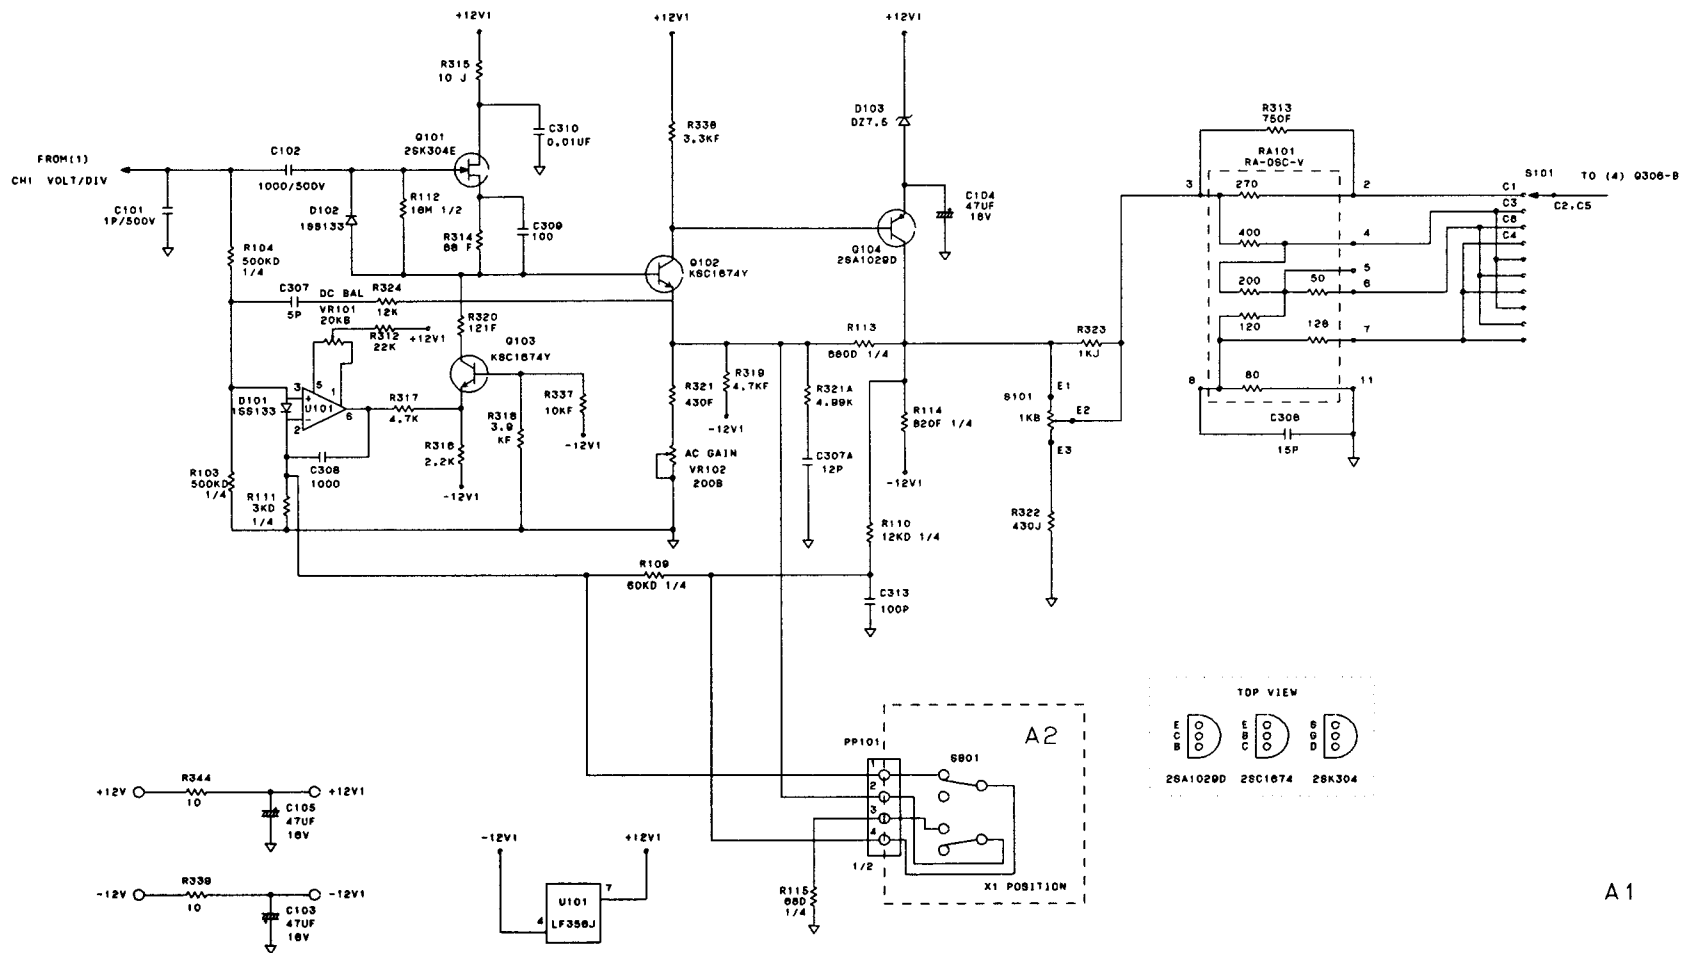 +12V1
+12V1
+12V1
R315
10 J
C310
0.01UF
Q101
2SK304E
R338
3.3KF
D103
DZ7.5
R313
750F
RA101
RA-DSC-V
FROM(1)
CH1 VOLT/DIV
C102
1000/500V
C101
1P/500V
D102
1SS133
R112
18M 1/2
R314
68 F
C309
100
C104
47UF
16V
Q104
2SA1029D
3
270
2
C1
S101
TO (4) Q306-B
C2,C5
C3
C6
C4
400
4
5
200
50
6
120
128
7
8
80
11
C308
15P
R104
500KD
1/4
Q102
KSC1674Y
C307
5P
DC BAL
VR101
20KB
R324
12K
R312
22K
+12V1
R320
121F
Q103
KSC1674Y
R113
680D 1/4
R323
1KJ
3
5
1
+
D101
1SS133
U101
6
2
-
R317
4.7K
R318
3.9
KF
R337
10KF
-12V1
R321
430F
R319
4.7KF
-12V1
R321A
4.99K
E1
S101
1KB
E2
E3
R114
820F 1/4
-12V1
R316
2.2K
-12V1
C308
1000
R103
500KD
1/4
R111
3KD
1/4
AC GAIN
VR102
200B
C307A
12P
R322
430J
R110
12KD 1/4
R109
60KD 1/4
C313
100P
TOP VIEW
E
C
B
E
B
C
S
G
D
2SA1029D
2SC1674
2SK304
A2
PP101
1
2
3
4
S801
1/2
X1 POSITION
R115
68D
1/4
+12V
R344
10
+12V1
C105
47UF
16V
-12V
R339
10
-12V1
C103
47UF
16V
-12V1
+12V1
7
U101
4
LF356J
A1